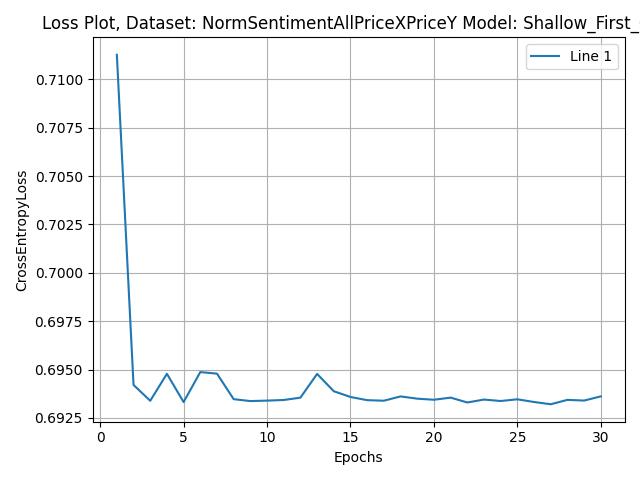 Loss Plot, Dataset: NormSentimentAllPriceXPriceY Model: Shallow_First_
Line 1
0.7100
0.7075
0.7050
0.7025
0.7000
0.6975
0.6950
0.6925
CrossEntropyLoss
0 5 10 15 20 25 30
Epochs